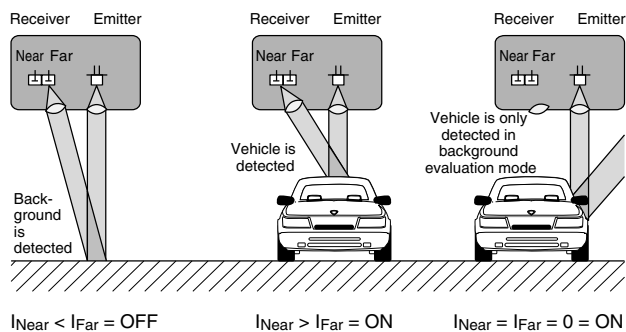 Receiver Emitter
Near Far
Back-
ground
is
detected
INear < IFar = OFF
Receiver Emitter
Near Far
Vehicle is
detected
INear > IFar = ON
Receiver Emitter
Near Far
Vehicle is only
detected in
background
evaluation mode
INear = IFar = 0 = ON